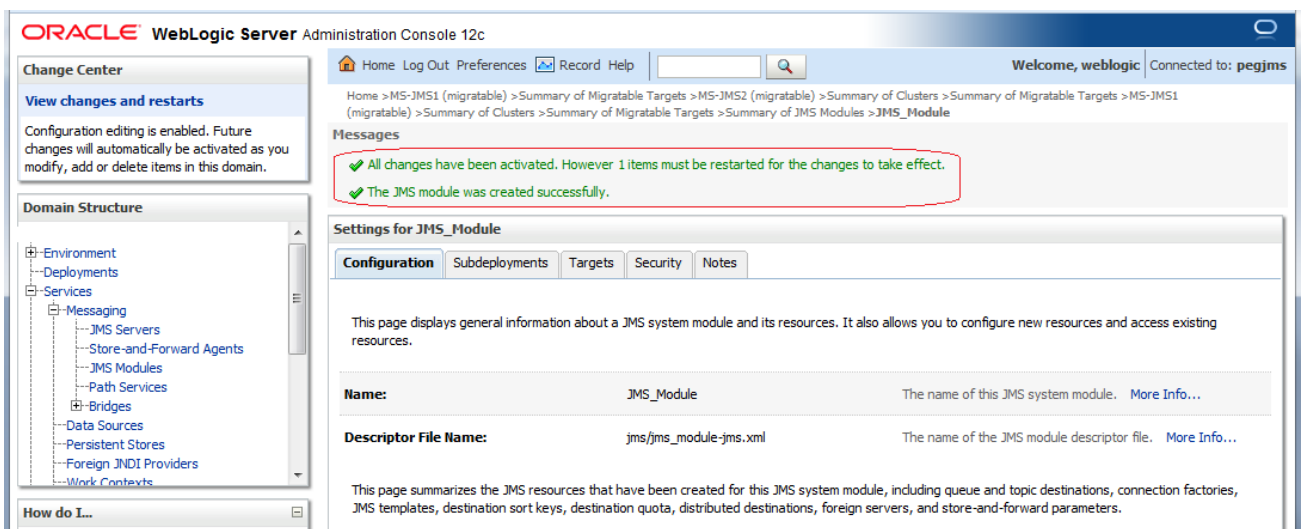 ORACLE WebLogic Server Administration Console 12c
Change Center
View changes and restarts
Configuration editing is enabled. Future
changes will automatically be activated as you
modify, add or delete items in this domain.
Domain Structure
Environment
Deployments
Services
Messaging
JMS Servers
Store-and-Forward Agents
JMS Modules
Path Services
Bridges
Data Sources
Persistent Stores
Foreign JNDI Providers
Work Contexts
How do I...
Home Log Out Preferences Record Help
Welcome, weblogic Connected to: pegjms
Home >MS-JMS1 (migratable) >Summary of Migratable Targets >MS-JMS2 (migratable) >Summary of Clusters >Summary of Migratable Targets >MS-JMS1
(migratable) >Summary of Clusters >Summary of Migratable Targets >Summary of JMS Modules >JMS_Module
Messages
All changes have been activated. However 1 items must be restarted for the changes to take effect.
The JMS module was created successfully.
Settings for JMS_Module
Configuration Subdeployments Targets Security Notes
This page displays general information about a JMS system module and its resources. It also allows you to configure new resources and access existing
resources.
Name: JMS_Module The name of this JMS system module. More Info...
Descriptor File Name: jms/jms_module-jms.xml The name of the JMS module descriptor file. More Info...
This page summarizes the JMS resources that have been created for this JMS system module, including queue and topic destinations, connection factories,
JMS templates, destination sort keys, destination quota, distributed destinations, foreign servers, and store-and-forward parameters.